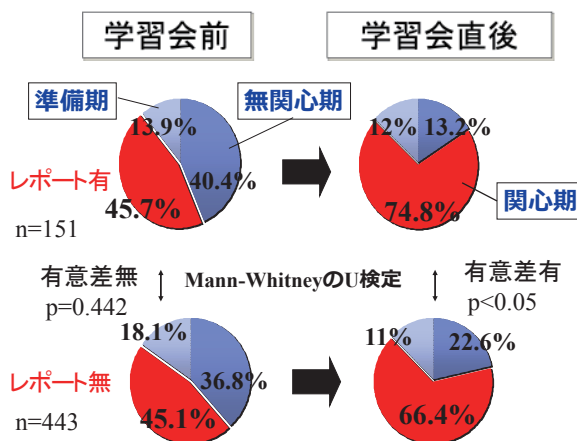 学習会前
学習会直後
準備期
無関心期
13.9%
40.4%
45.7%
12%
13.2%
74.8%
関心期
レポート有
n=151
有意差無
p=0.442
Mann-WhitneyのU検定
有意差有
p<0.05
レポート無
n=443
18.1%
36.8%
45.1%
11%
22.6%
66.4%